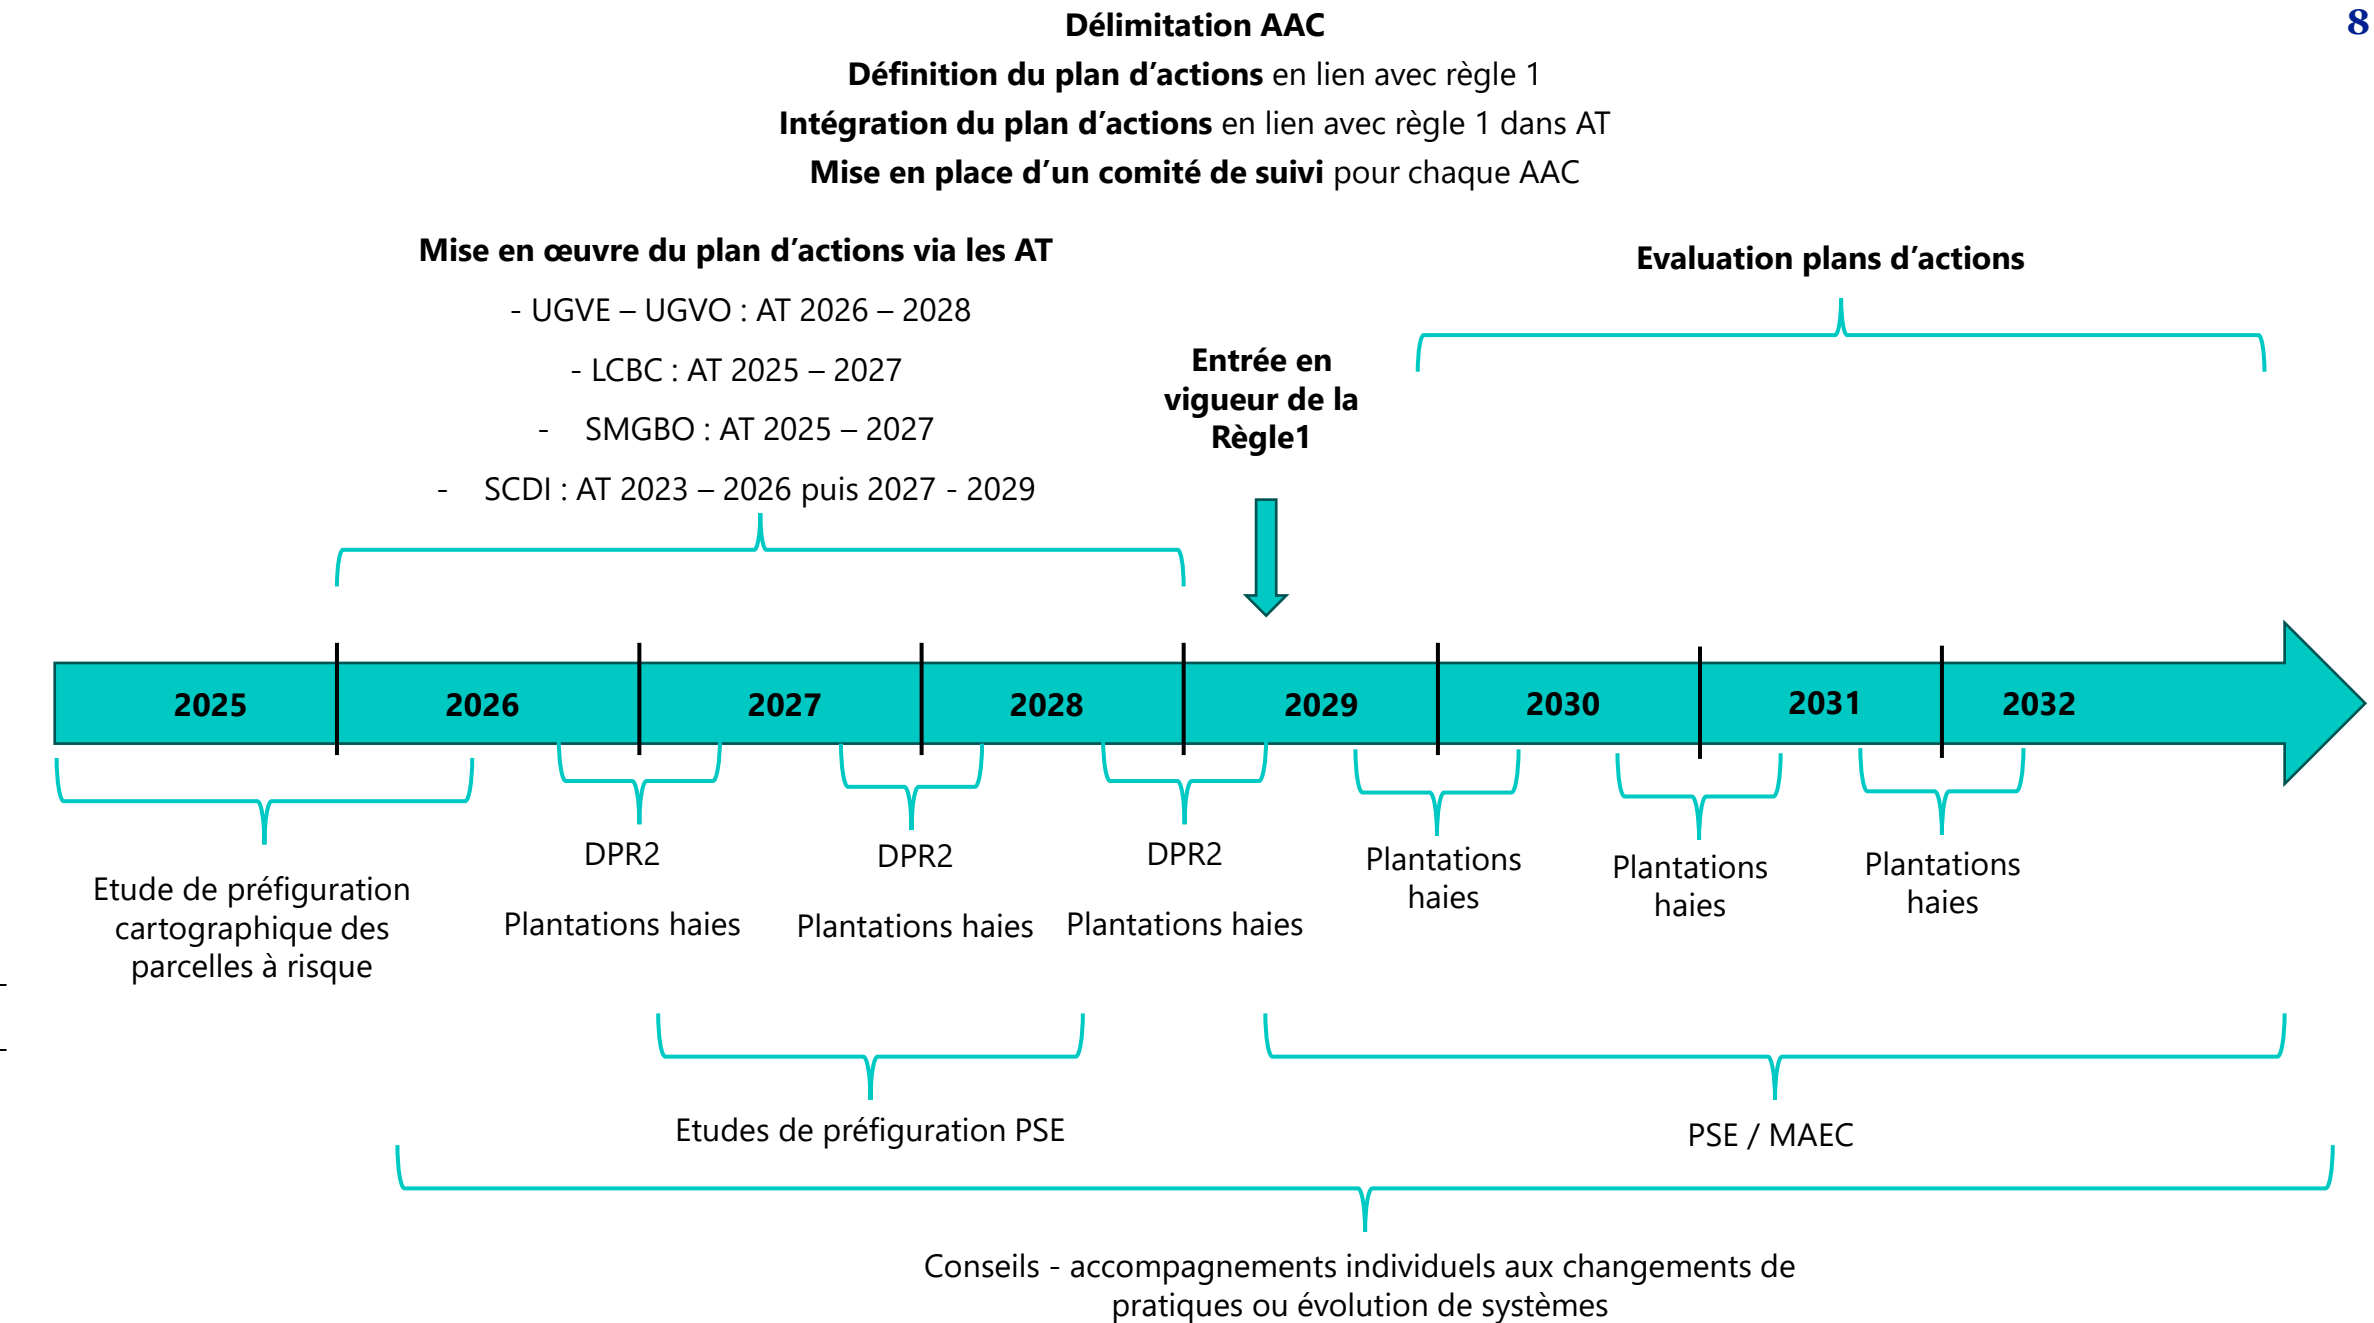 8
Délimitation AAC
Définition du plan d’actions en lien avec règle 1
Intégration du plan d’actions en lien avec règle 1 dans AT
Mise en place d’un comité de suivi pour chaque AAC
Mise en œuvre du plan d’actions via les AT
- UGVE – UGVO : AT 2026 – 2028
- LCBC : AT 2025 – 2027
- SMGBO : AT 2025 – 2027
- SCDI : AT 2023 – 2026 puis 2027 - 2029
Entrée en
vigueur de la
Règle1
Evaluation plans d’actions
2025
2026
2027
2028
2029
2030
2031
2032
Etude de préfiguration
cartographique des
parcelles à risque
DPR2
Plantations haies
DPR2
Plantations haies
DPR2
Plantations haies
Plantations
haies
Plantations
haies
Plantations
haies
-
-
Etudes de préfiguration PSE
PSE / MAEC
Conseils - accompagnements individuels aux changements de
pratiques ou évolution de systèmes